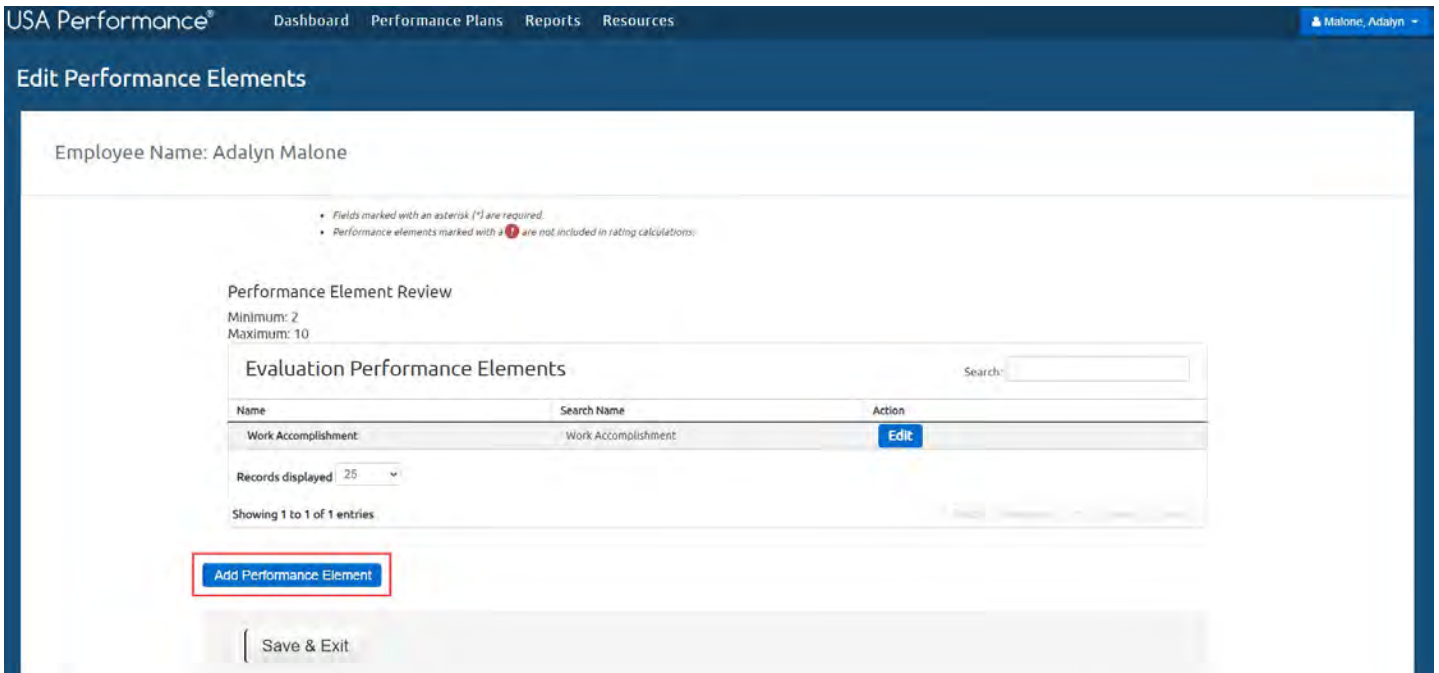 USA Performance®
Dashboard Performance Plans Reports Resources
Malone, Adalyn
Edit Performance Elements
Employee Name: Adalyn Malone
• Fields marked with an asterisk (*) are required.
• Performance elements marked with a ! are not included in rating calculations.
Performance Element Review
Minimum: 2
Maximum: 10
Evaluation Performance Elements
Search:
Name Search Name Action
Work Accomplishment Work Accomplishment Edit
Records displayed 25
Showing 1 to 1 of 1 entries
Add Performance Element
Save & Exit